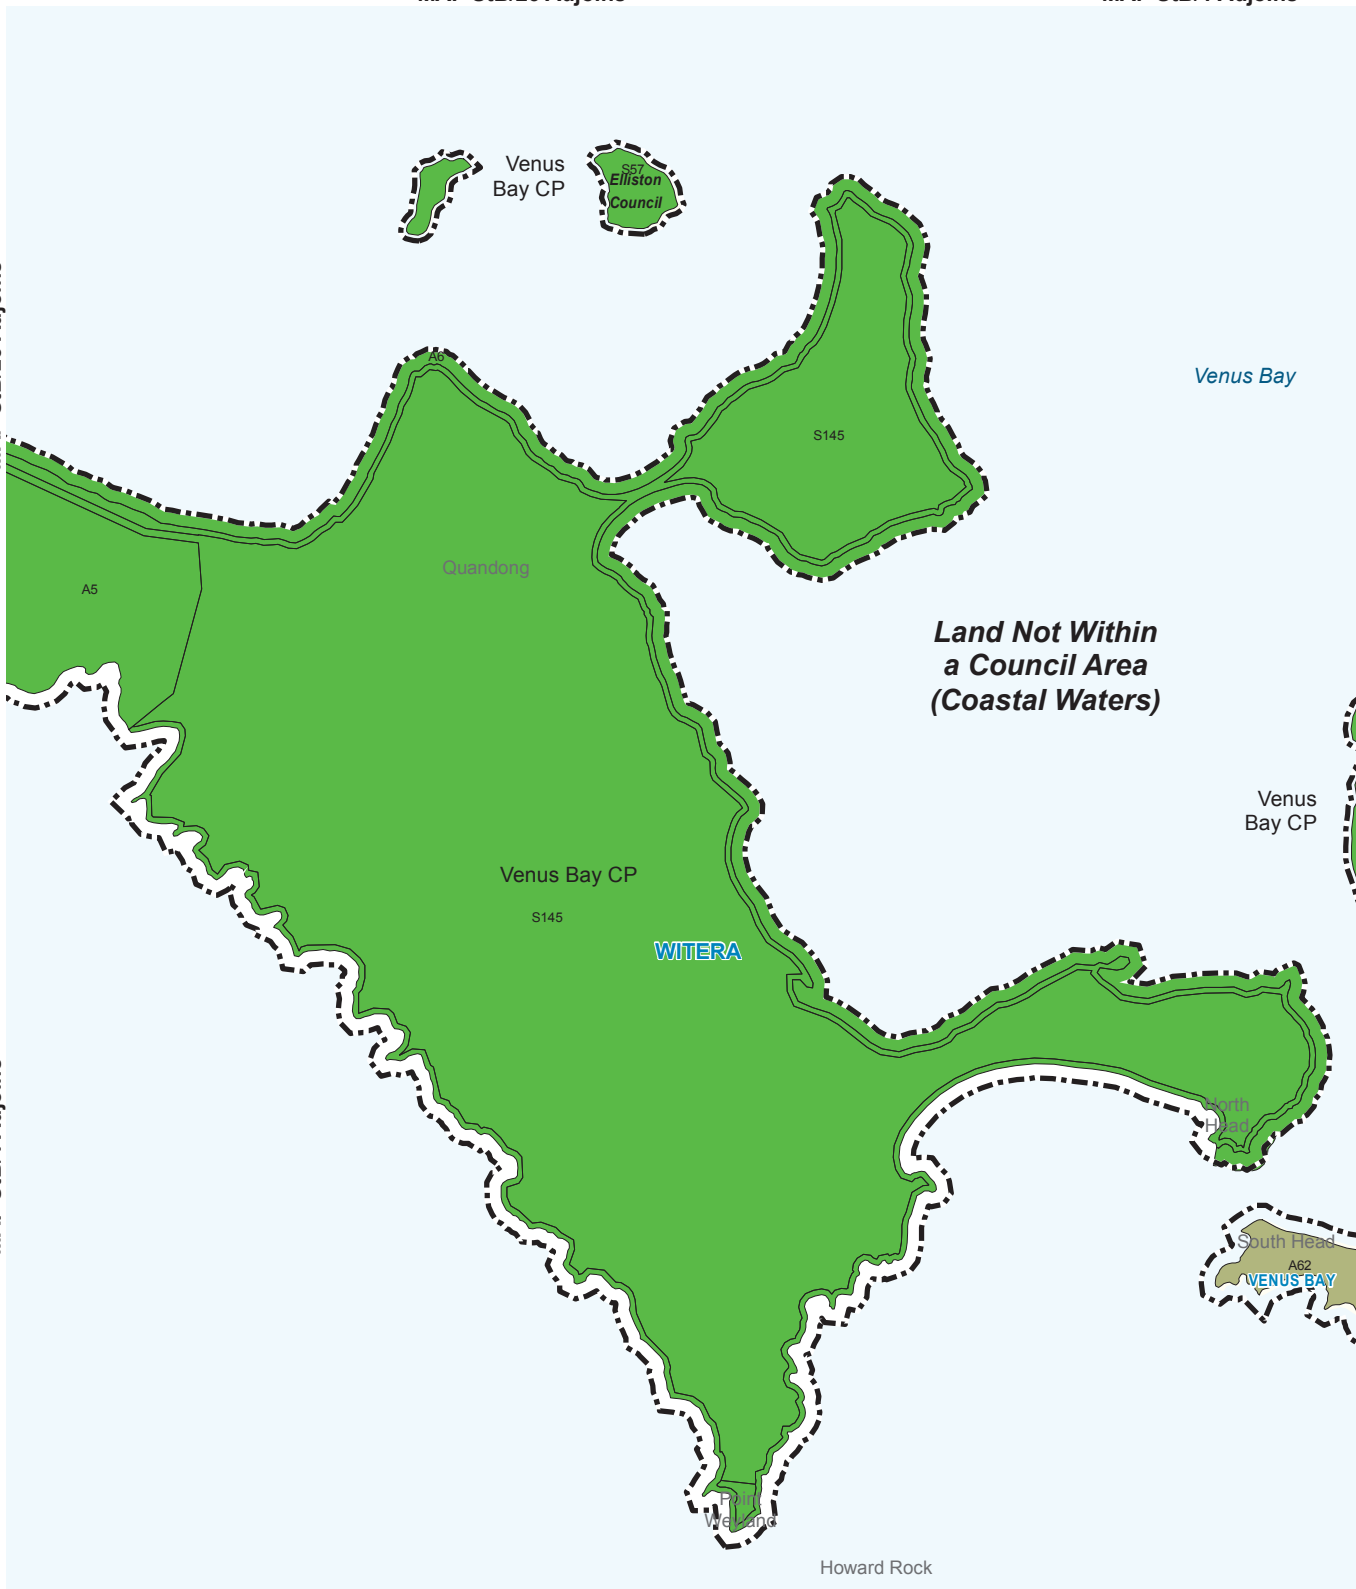 Venus
Bay CP
S57
Elliston
Council
A6
Venus Bay
S145
Quandong
A5
Land Not Within
a Council Area
(Coastal Waters)
Venus
Bay CP
Venus Bay CP
S145
WITERA
North
Head
South Head
A62
VENUS BAY
Point
Weyland
Howard Rock